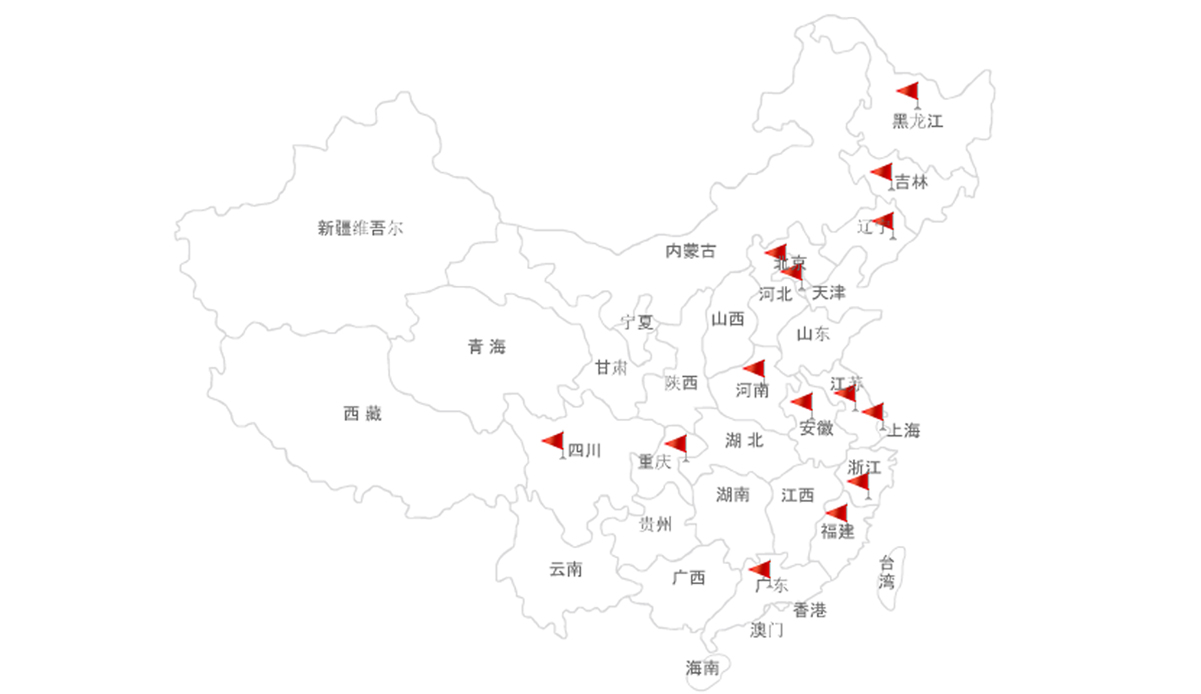 黑龙江
吉林
辽宁
新疆维吾尔
内蒙古
北京
河北
天津
宁夏
山西
山东
青海
甘肃
陕西
河南
江苏
西藏
安徽
上海
湖北
四川
重庆
浙江
湖南
江西
贵州
福建
云南
广西
广东
台湾
香港
澳门
海南